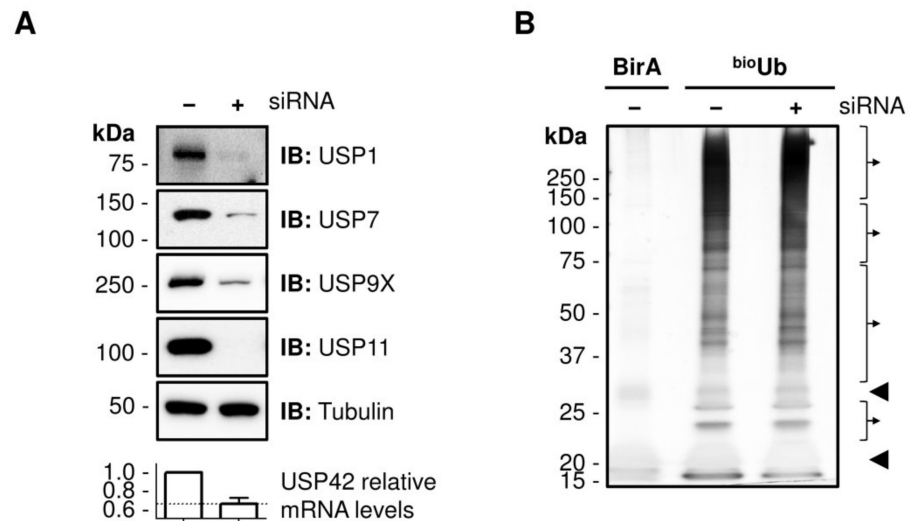 A
– + siRNA
kDa
75 -
IB: USP1
150 -
100 -
IB: USP7
250 -
IB: USP9X
100 -
IB: USP11
50 -
IB: Tubulin
1.0 -
0.8 -
0.6 -
USP42 relative
mRNA levels
B
BirA bioUb
– – + siRNA
kDa
250 -
150 -
100 -
75 -
50 -
37 -
25 -
20 -
15 -